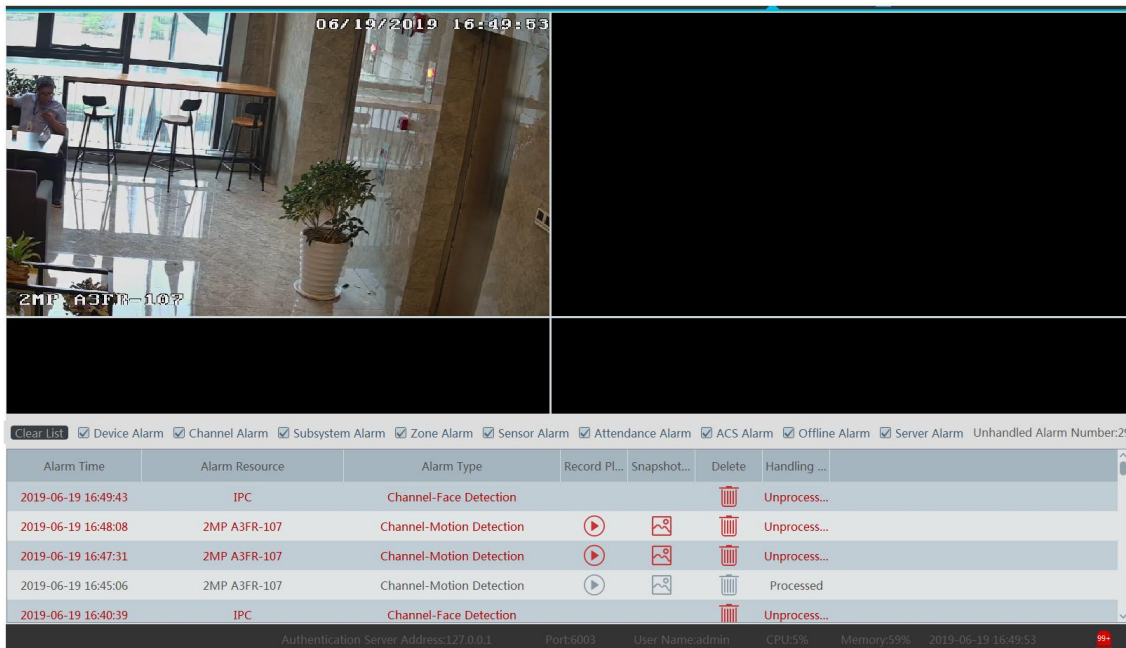 06/19/2019 16:49:53
2MP A3FR-107
Clear List Device Alarm Channel Alarm Subsystem Alarm Zone Alarm Sensor Alarm Attendance Alarm ACS Alarm Offline Alarm Server Alarm Unhandled Alarm Number:29
Alarm Time Alarm Resource Alarm Type Record Pl... Snapshot... Delete Handling ...
2019-06-19 16:49:43 IPC Channel-Face Detection Unprocess...
2019-06-19 16:48:08 2MP A3FR-107 Channel-Motion Detection Unprocess...
2019-06-19 16:47:31 2MP A3FR-107 Channel-Motion Detection Unprocess...
2019-06-19 16:45:06 2MP A3FR-107 Channel-Motion Detection Processed
2019-06-19 16:40:39 IPC Channel-Face Detection Unprocess...
Authentication Server Address:127.0.0.1 Port:6003 User Name:admin CPU:5% Memory:59% 2019-06-19 16:49:53 99+